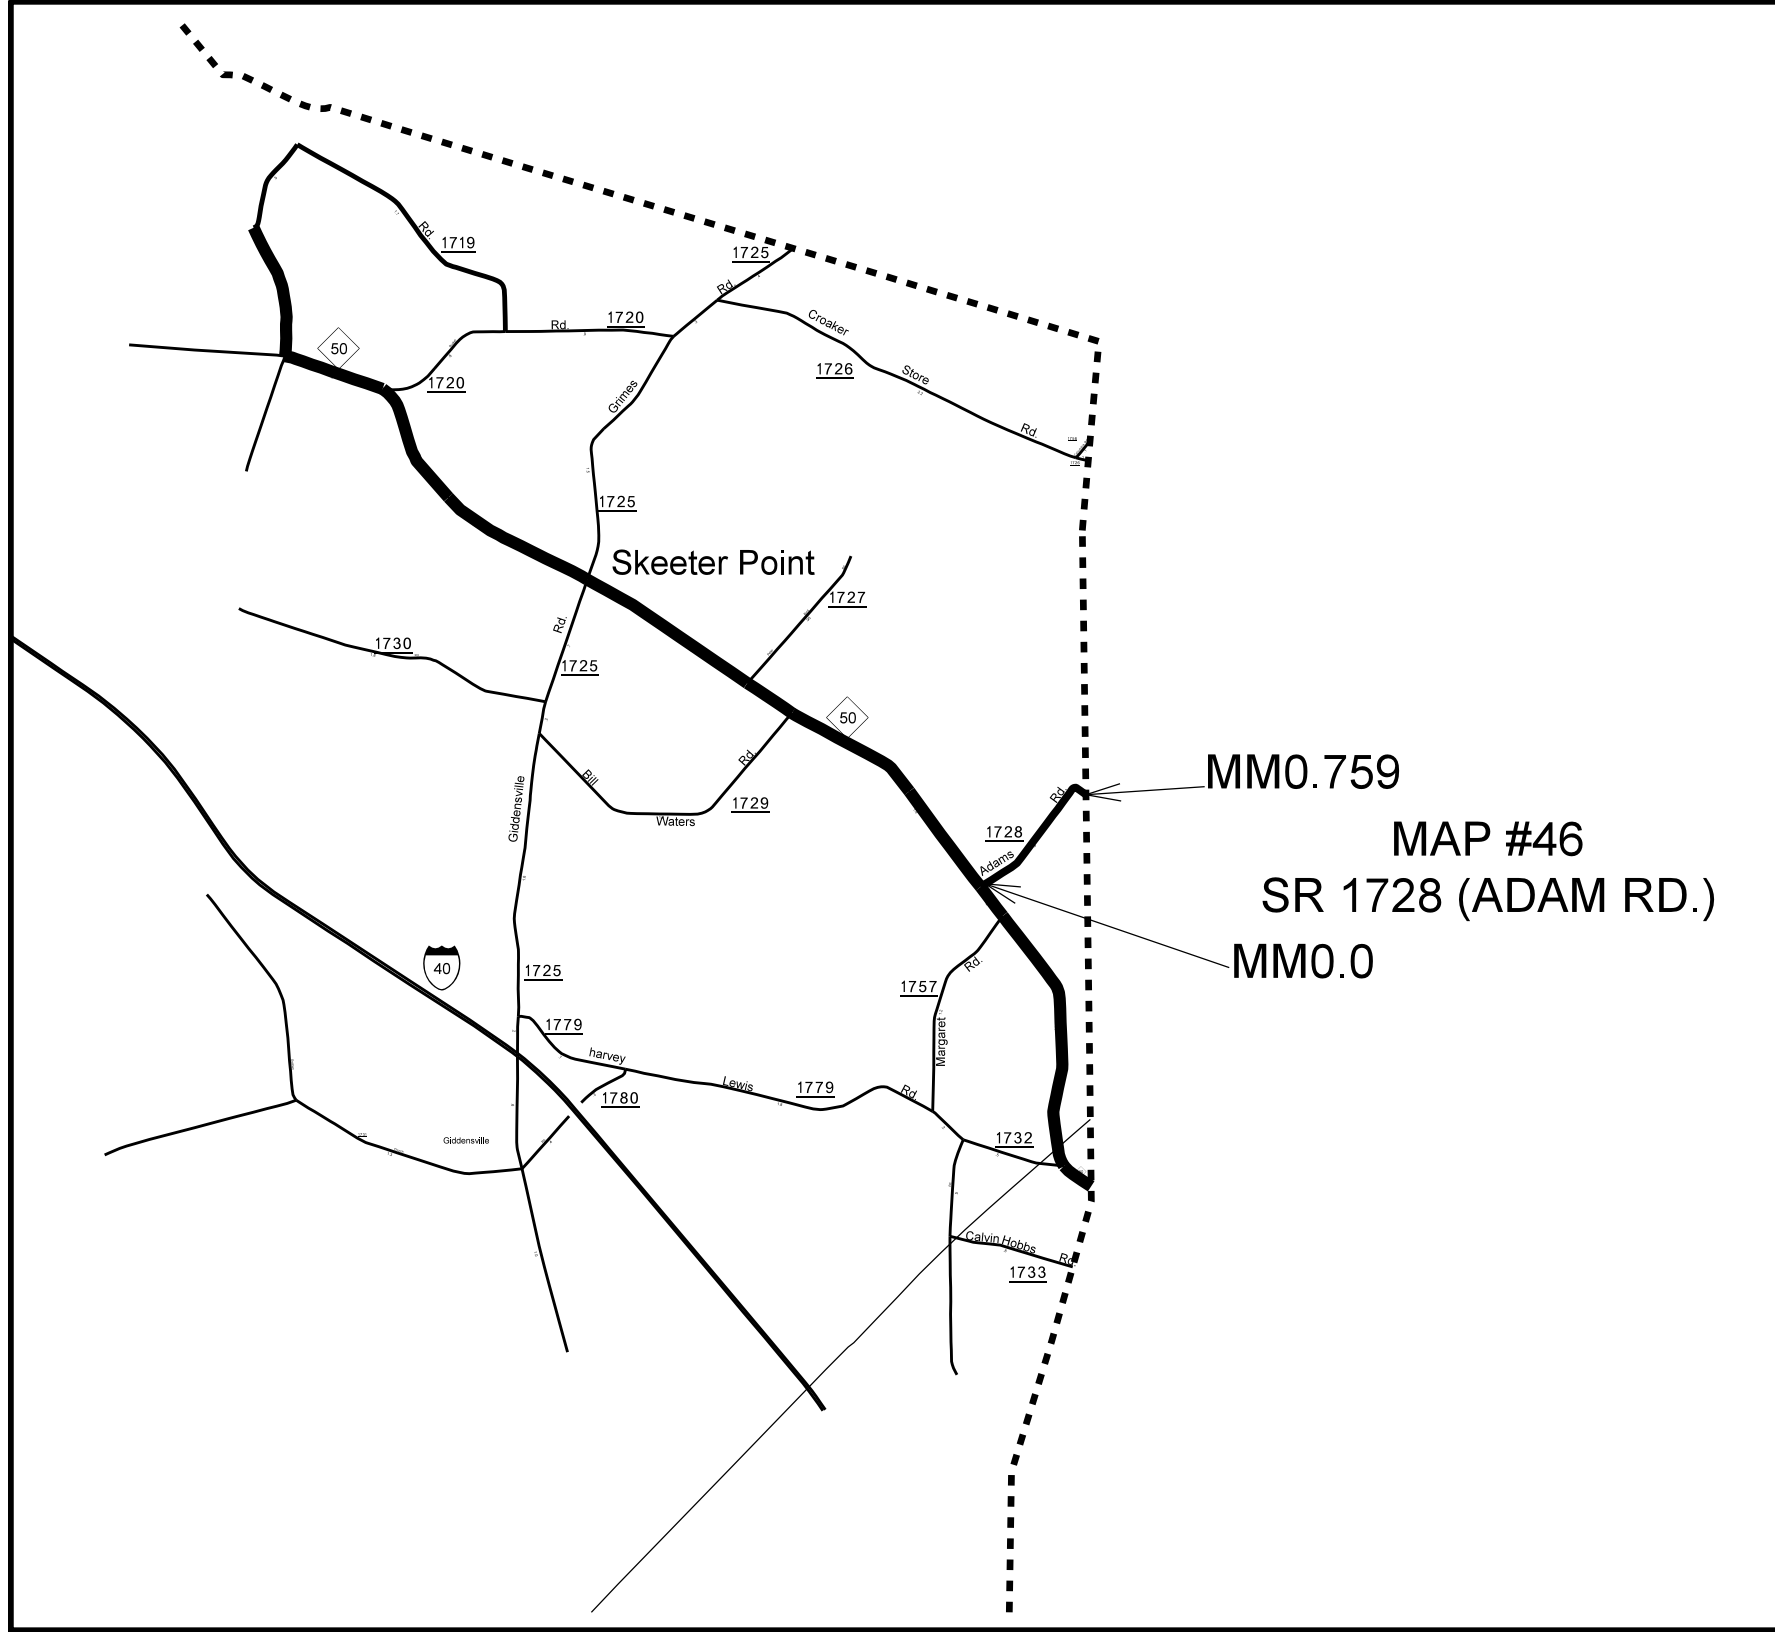 Rd.
1719
1725
Rd.
Rd.
1720
50
1720
Croaker
1726
Store
Rd.
Grimes
1725
Skeeter Point
1727
Rd.
1730
1725
50
Rd.
Bill
1729
Waters
Giddensville
MM0.759
Rd.
1728
Adams
MAP #46
SR 1728 (ADAM RD.)
MM0.0
40
1725
Rd.
1757
Margaret
1779
harvey
Lewis
1779
Rd.
1780
Giddensville
1732
Calvin Hobbs
Rd.
1733